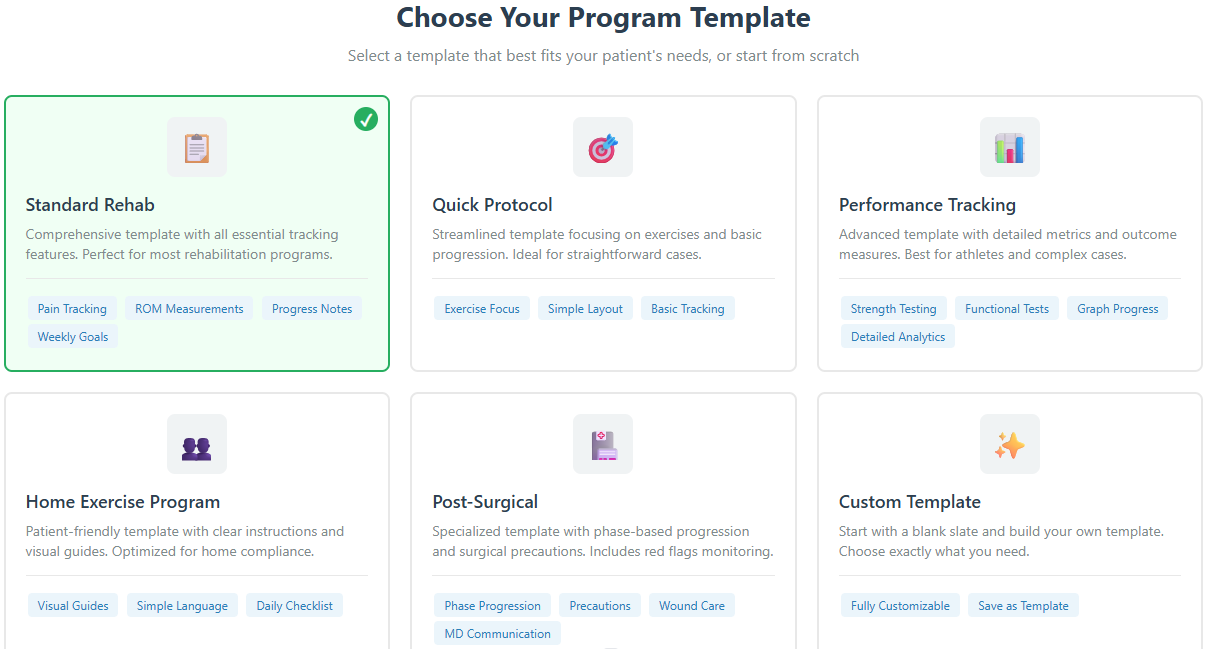 Choose Your Program Template
Select a template that best fits your patient's needs, or start from scratch
Standard Rehab
Comprehensive template with all essential tracking
features. Perfect for most rehabilitation programs.
Pain Tracking
ROM Measurements
Progress Notes
Weekly Goals
Quick Protocol
Streamlined template focusing on exercises and basic
progression. Ideal for straightforward cases.
Exercise Focus
Simple Layout
Basic Tracking
Performance Tracking
Advanced template with detailed metrics and outcome
measures. Best for athletes and complex cases.
Strength Testing
Functional Tests
Graph Progress
Detailed Analytics
Home Exercise Program
Patient-friendly template with clear instructions and
visual guides. Optimized for home compliance.
Visual Guides
Simple Language
Daily Checklist
Post-Surgical
Specialized template with phase-based progression
and surgical precautions. Includes red flags monitoring.
Phase Progression
Precautions
Wound Care
MD Communication
Custom Template
Start with a blank slate and build your own template.
Choose exactly what you need.
Fully Customizable
Save as Template